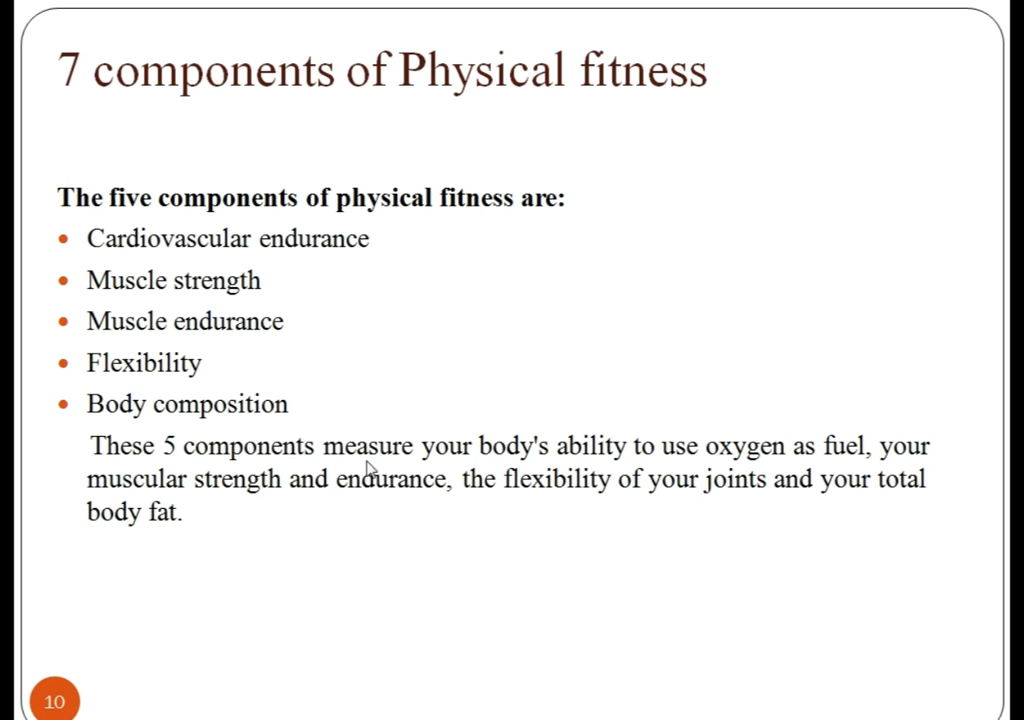 7 components of Physical fitness
The five components of physical fitness are:
• Cardiovascular endurance
• Muscle strength
• Muscle endurance
• Flexibility
• Body composition
These 5 components measure your body's ability to use oxygen as fuel, your
muscular strength and endurance, the flexibility of your joints and your total
body fat.
10